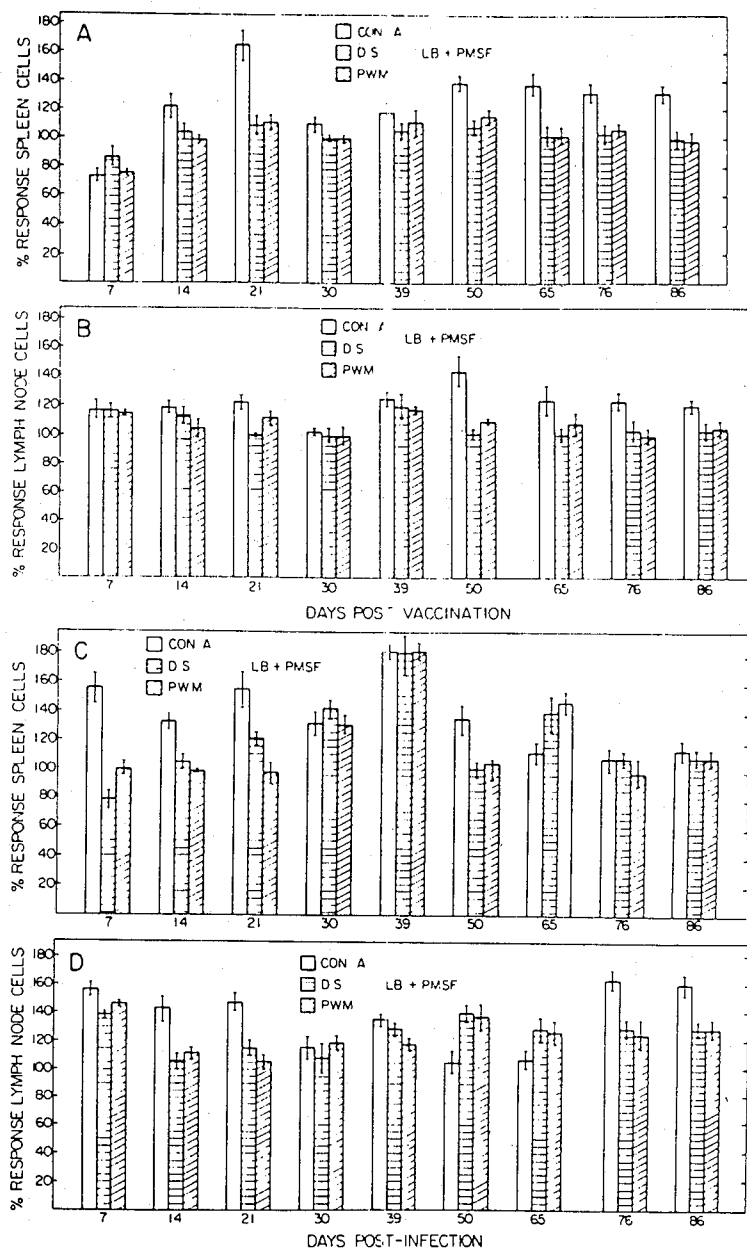 A
CON A
DS LB + PMSF
PWM
% RESPONSE SPLEEN CELLS
180
160
140
120
100
80
60
40
20
7 14 21 30 39 50 65 76 86
B
CON A
LB + PMSF
DS
PWM
% RESPONSE LYMPH NODE CELLS
180
160
140
120
100
80
60
40
20
7 14 21 30 39 50 65 76 86
DAYS POST VACCINATION
C
CON A
DS LB + PMSF
PWM
% RESPONSE SPLEEN CELLS
180
160
140
120
100
80
60
40
20
7 14 21 30 39 50 65 76 86
D
CON A
DS LB + PMSF
PWM
% RESPONSE LYMPH NODE CELLS
180
160
140
120
100
80
60
40
20
7 14 21 30 39 50 65 76 86
DAYS POST-INFECTION